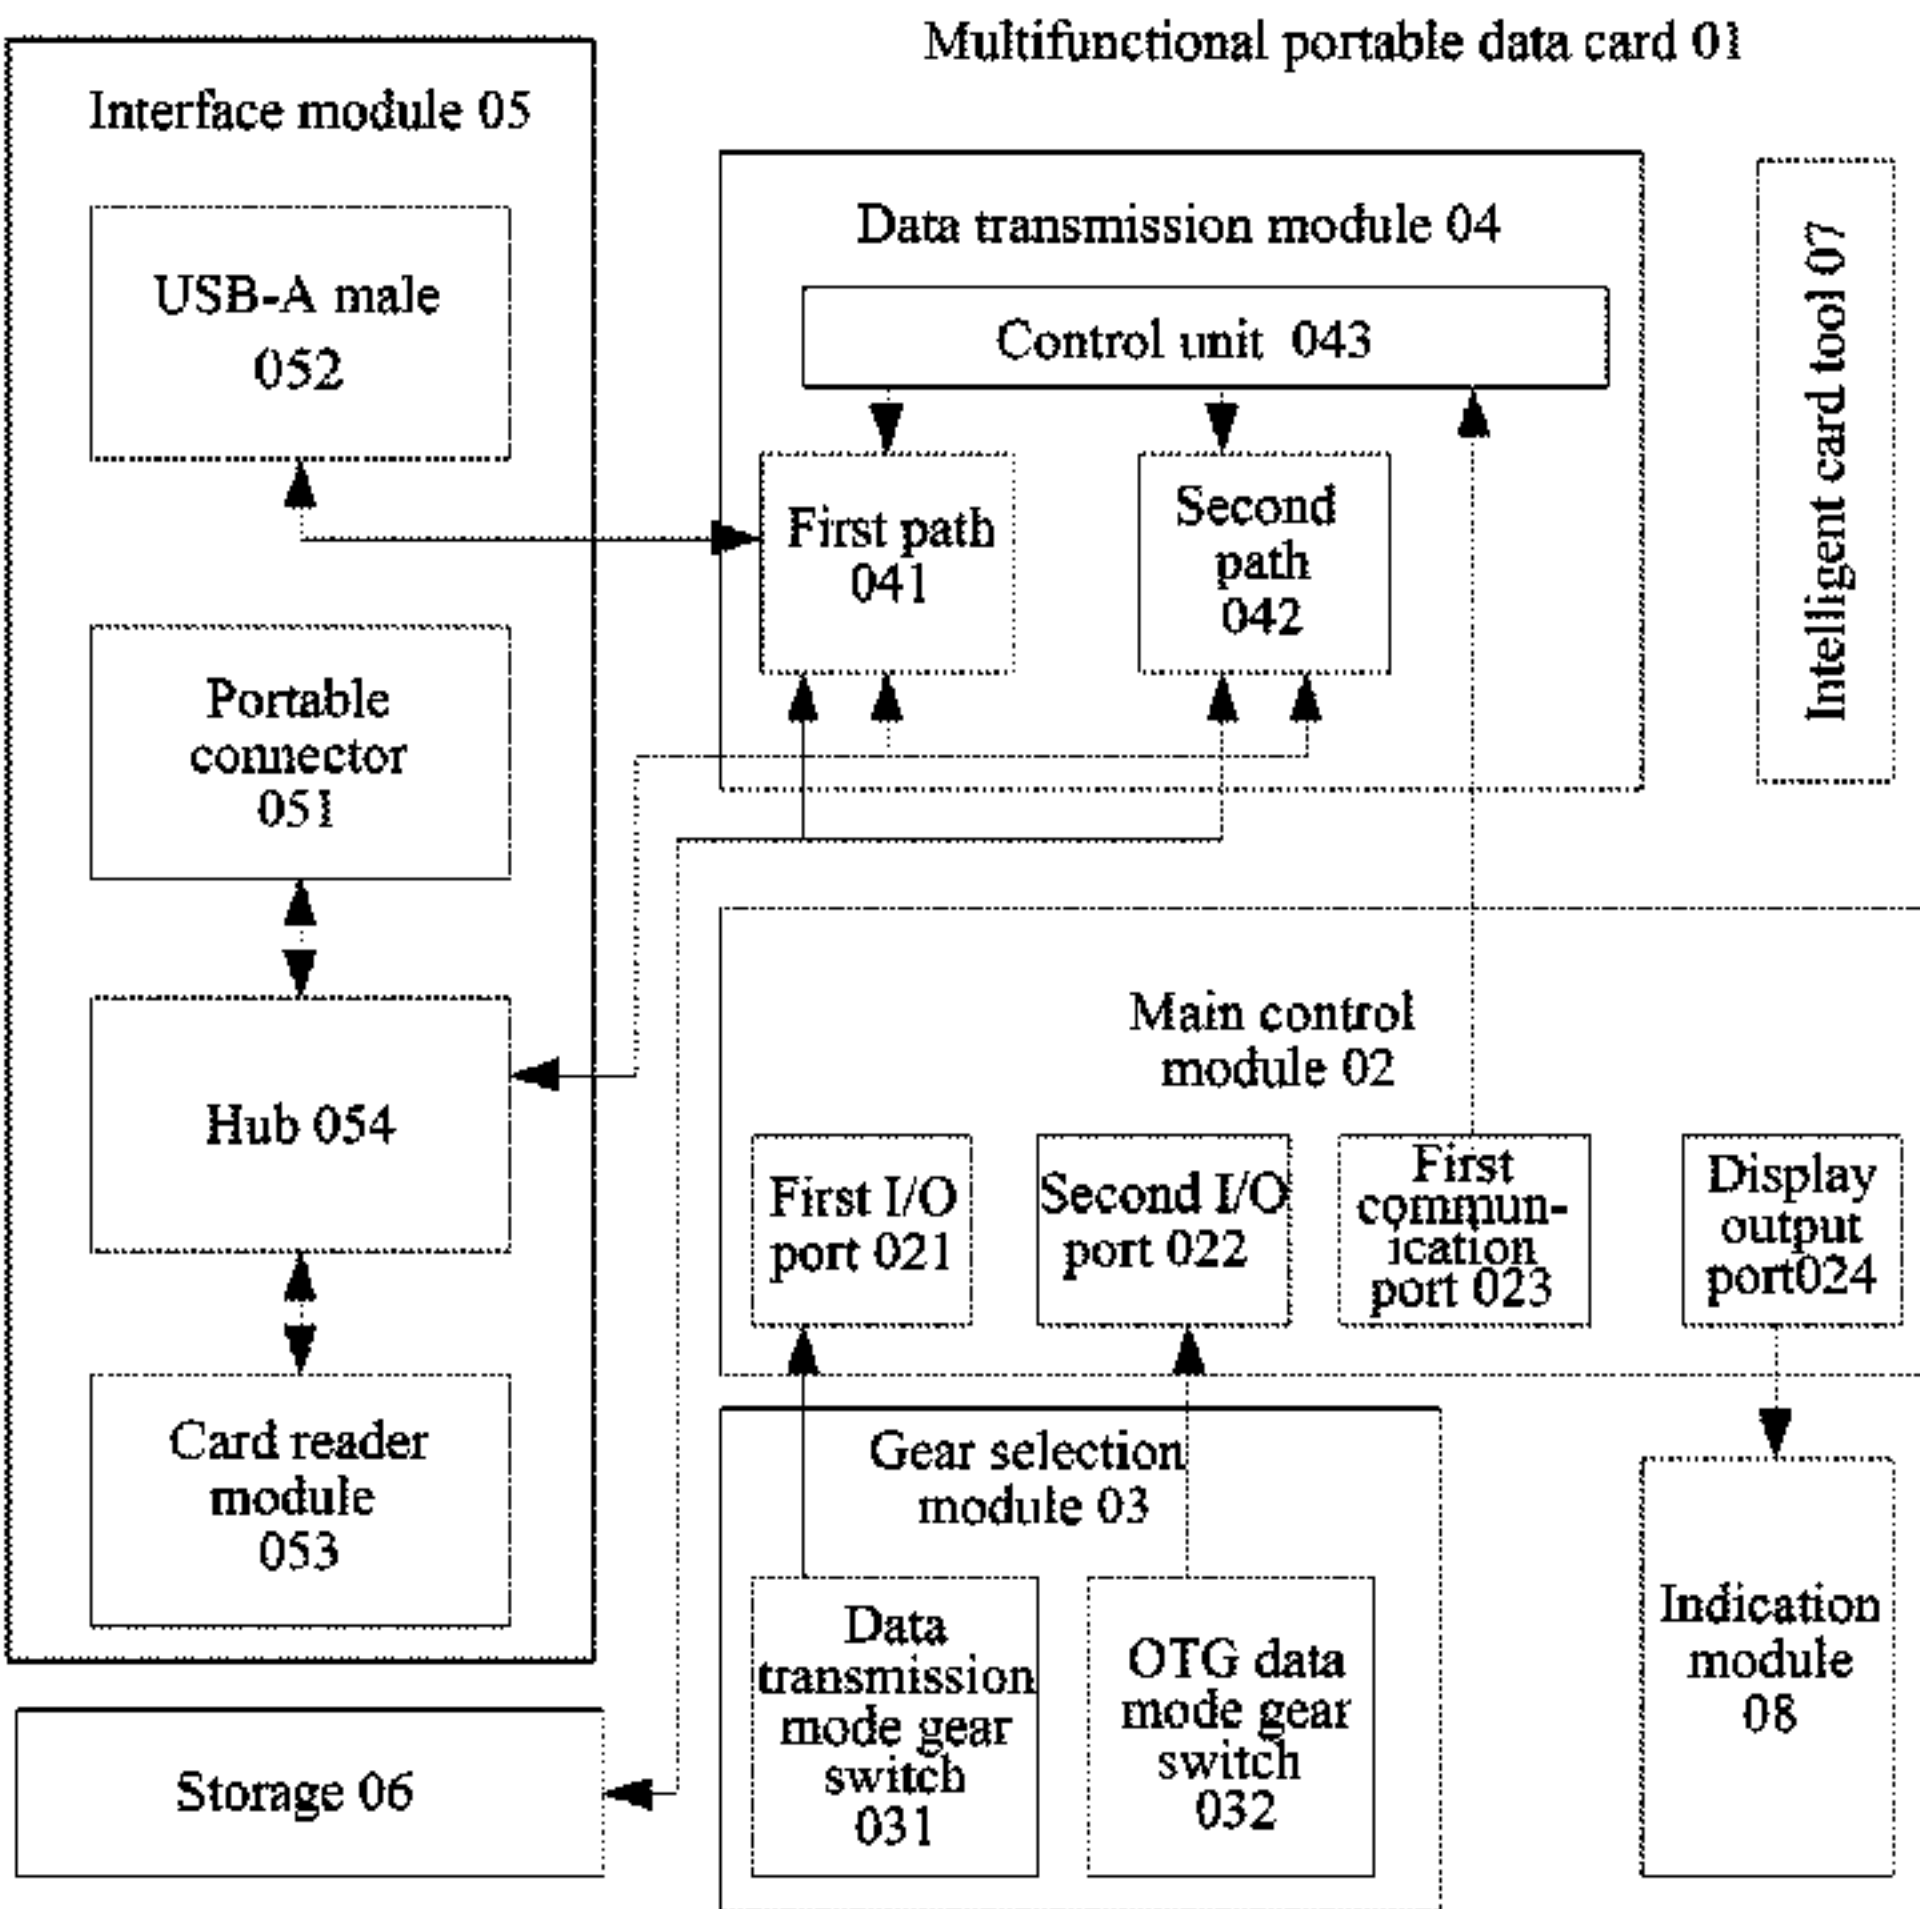 Multifunctional portable data card 01
Interface module 05
USB-A male
052
Portable
connector
051
Hub 054
Card reader
module
053
Storage 06
Data transmission module 04
Control unit 043
First path
041
Second
path
042
Intelligent card tool 07
Main control
module 02
First I/O
port 021
Second I/O
port 022
First
commun-
ication
port 023
Display
output
port024
Gear selection
module 03
Data
transmission
mode gear
switch
031
OTG data
mode gear
switch
032
Indication
module
08